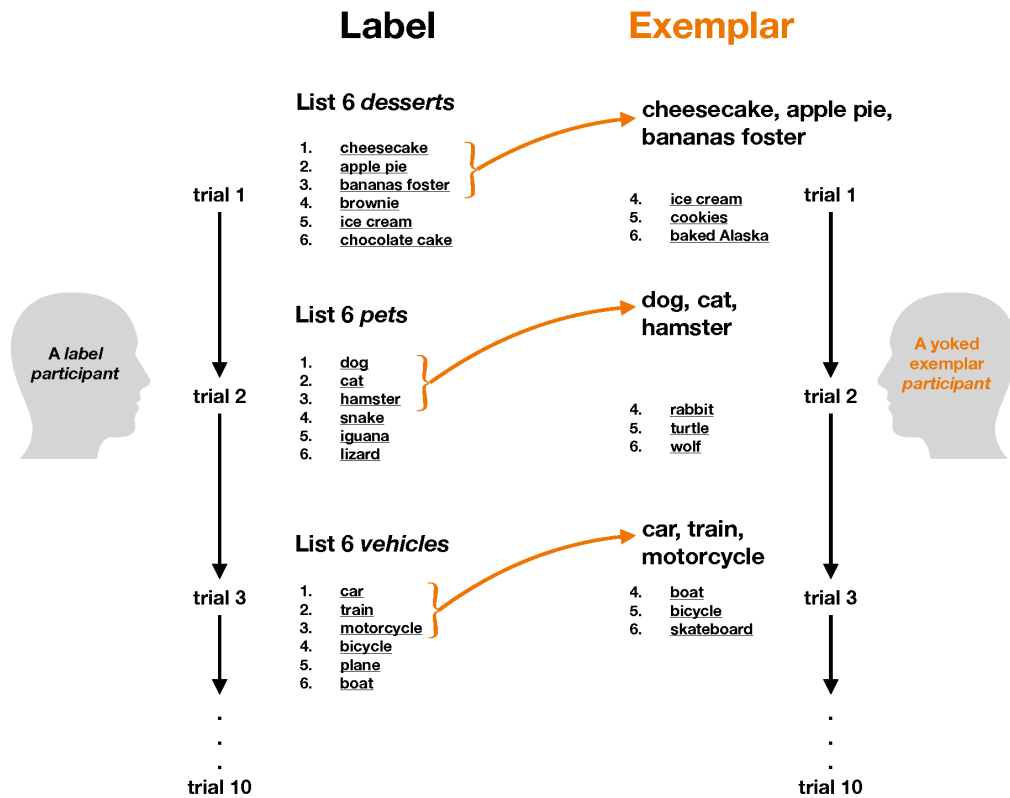 Label
Exemplar
List 6 desserts
1. cheesecake
2. apple pie
3. bananas foster
4. brownie
5. ice cream
6. chocolate cake
cheesecake, apple pie,
bananas foster
4. ice cream
5. cookies
6. baked Alaska
trial 1
trial 1
List 6 pets
1. dog
2. cat
3. hamster
4. snake
5. iguana
6. lizard
dog, cat,
hamster
4. rabbit
5. turtle
6. wolf
A label
participant
trial 2
trial 2
A yoked
exemplar
participant
List 6 vehicles
1. car
2. train
3. motorcycle
4. bicycle
5. plane
6. boat
car, train,
motorcycle
4. boat
5. bicycle
6. skateboard
trial 3
trial 3
.
.
.
.
.
.
trial 10
trial 10